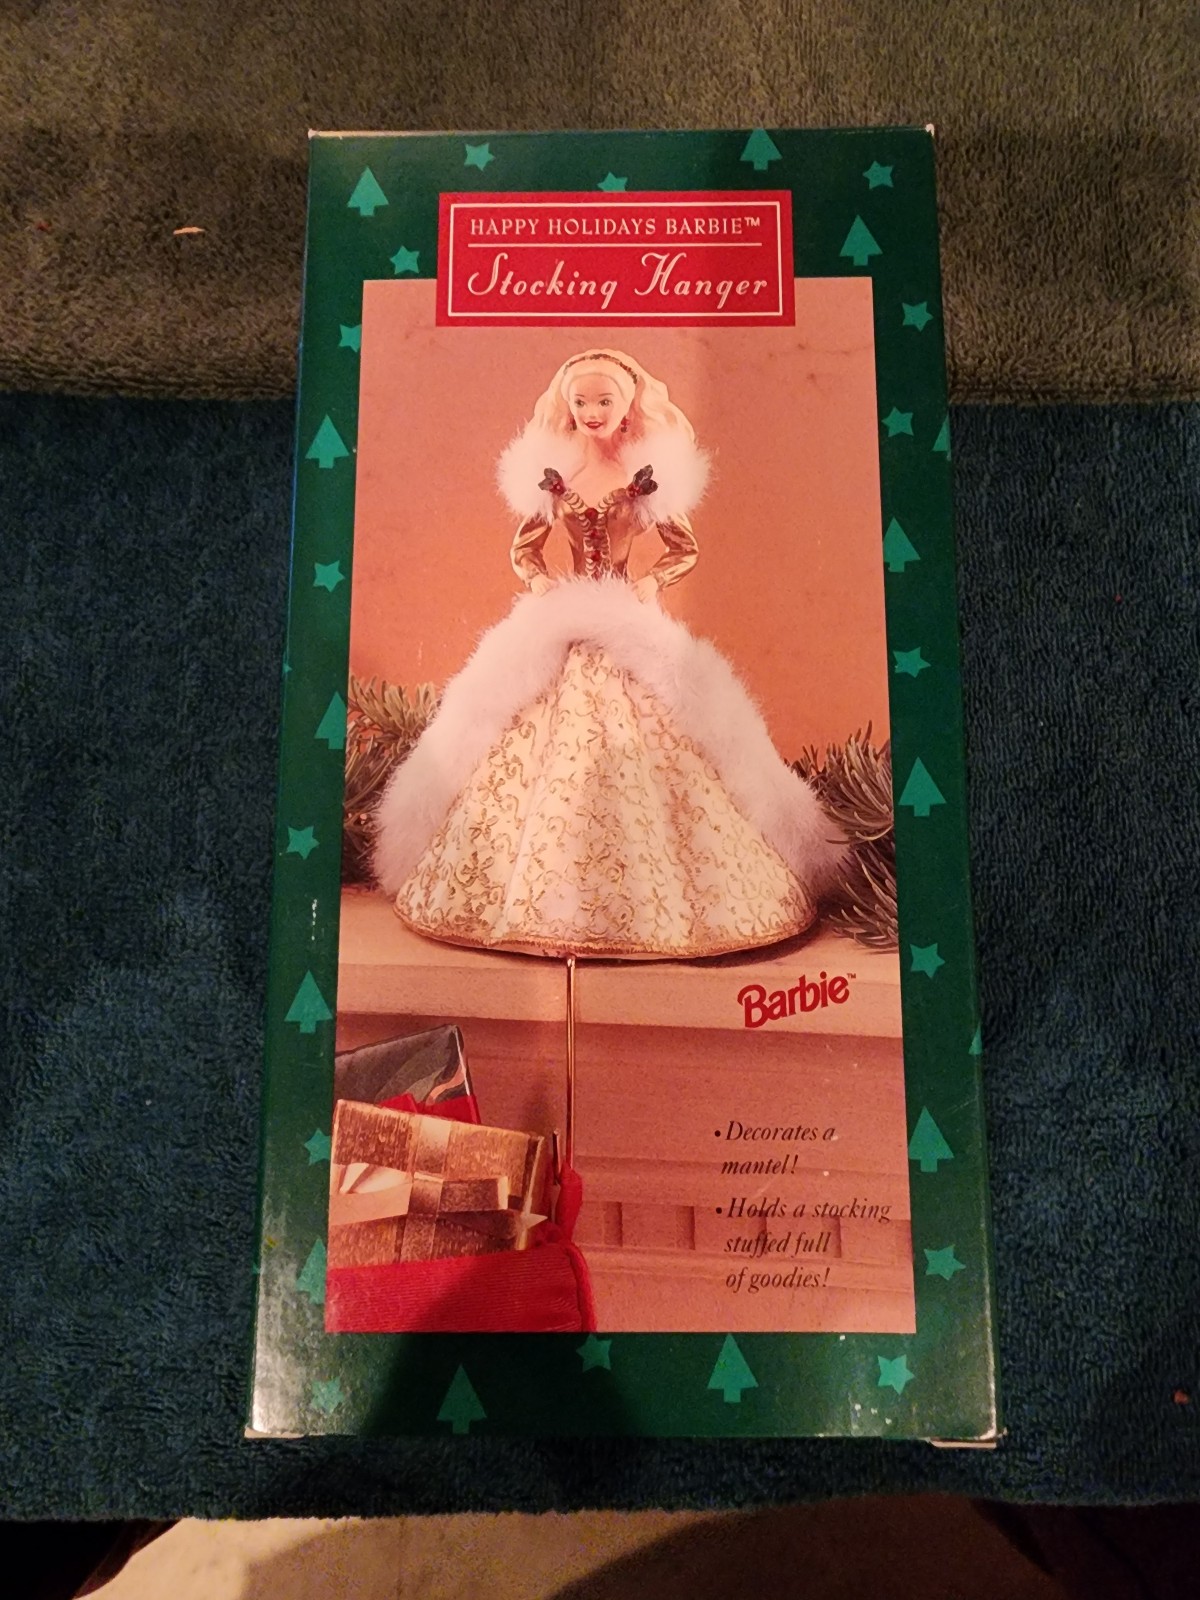 HAPPY HOLIDAYS BARBIE™
Stocking Hanger
Barbie™
• Decorates a
mantel!
• Holds a stocking
stuffed full
of goodies!